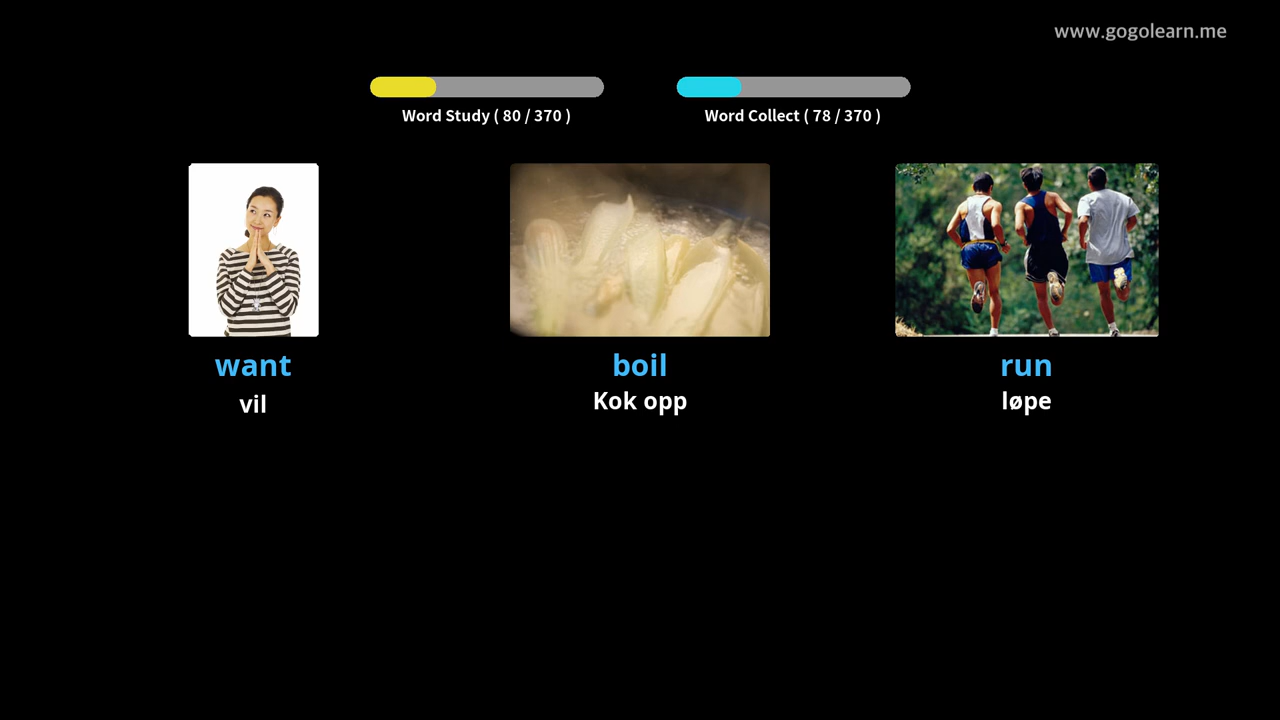 www.gogolearn.me
Word Study ( 80 / 370 )
Word Collect ( 78 / 370 )
want
boil
run
vil
Kok opp
løpe